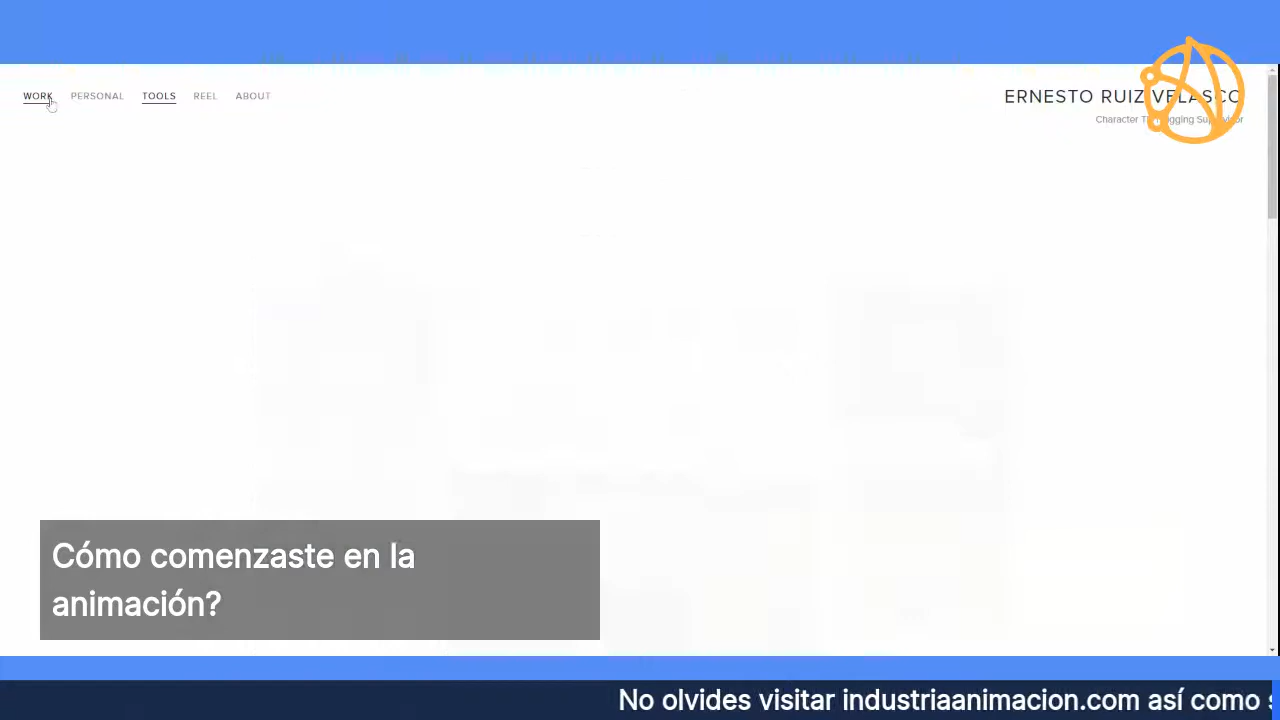 WORK PERSONAL TOOLS REEL ABOUT
ERNESTO RUIZ VELASCO
Character
Cómo comenzaste en la
animación?
No olvides visitar industriaanimacion.com así como